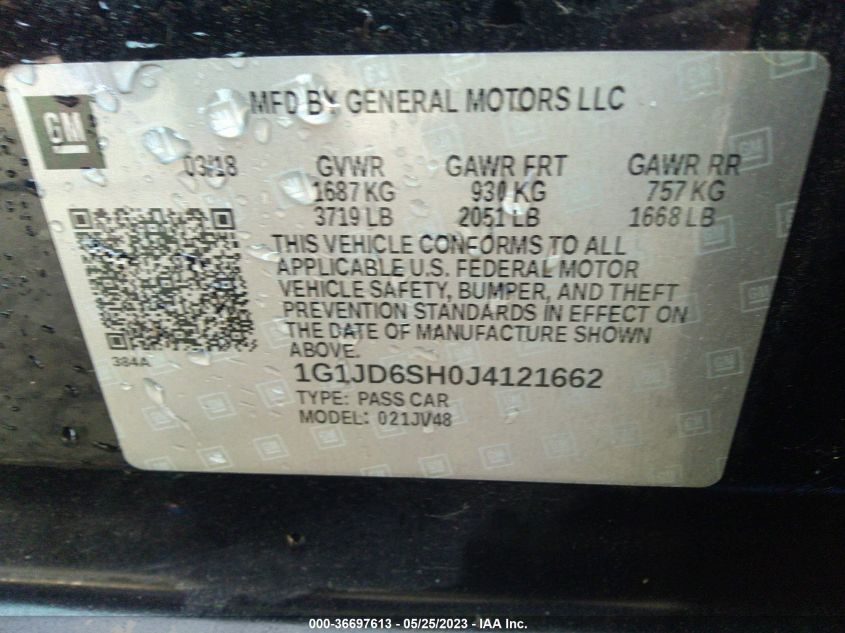 MFD BY GENERAL MOTORS LLC
GM
03/18 GVWR GAWR FRT GAWR RR
1687 KG 930 KG 757 KG
3719 LB 2051 LB 1668 LB
THIS VEHICLE CONFORMS TO ALL
APPLICABLE U.S. FEDERAL MOTOR
VEHICLE SAFETY, BUMPER, AND THEFT
PREVENTION STANDARDS IN EFFECT ON
THE DATE OF MANUFACTURE SHOWN
ABOVE.
384A
1G1JD6SH0J4121662
TYPE: PASS CAR
MODEL: 021JV48
000-36697613 - 05/25/2023 - IAA Inc.